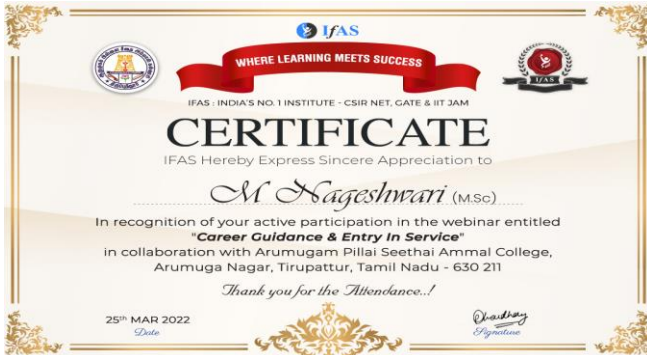 IfAS
WHERE LEARNING MEETS SUCCESS
IfAS
IFAS : INDIA'S NO. 1 INSTITUTE - CSIR NET, GATE & IIT JAM
CERTIFICATE
IFAS Hereby Express Sincere Appreciation to
M Nageshwari (M.Sc)
In recognition of your active participation in the webinar entitled
"Career Guidance & Entry In Service"
in collaboration with Arumugam Pillai Seethai Ammal College,
Arumuga Nagar, Tirupattur, Tamil Nadu - 630 211
Thank you for the Attendance..!
25th MAR 2022
Date
Choudhary
Signature